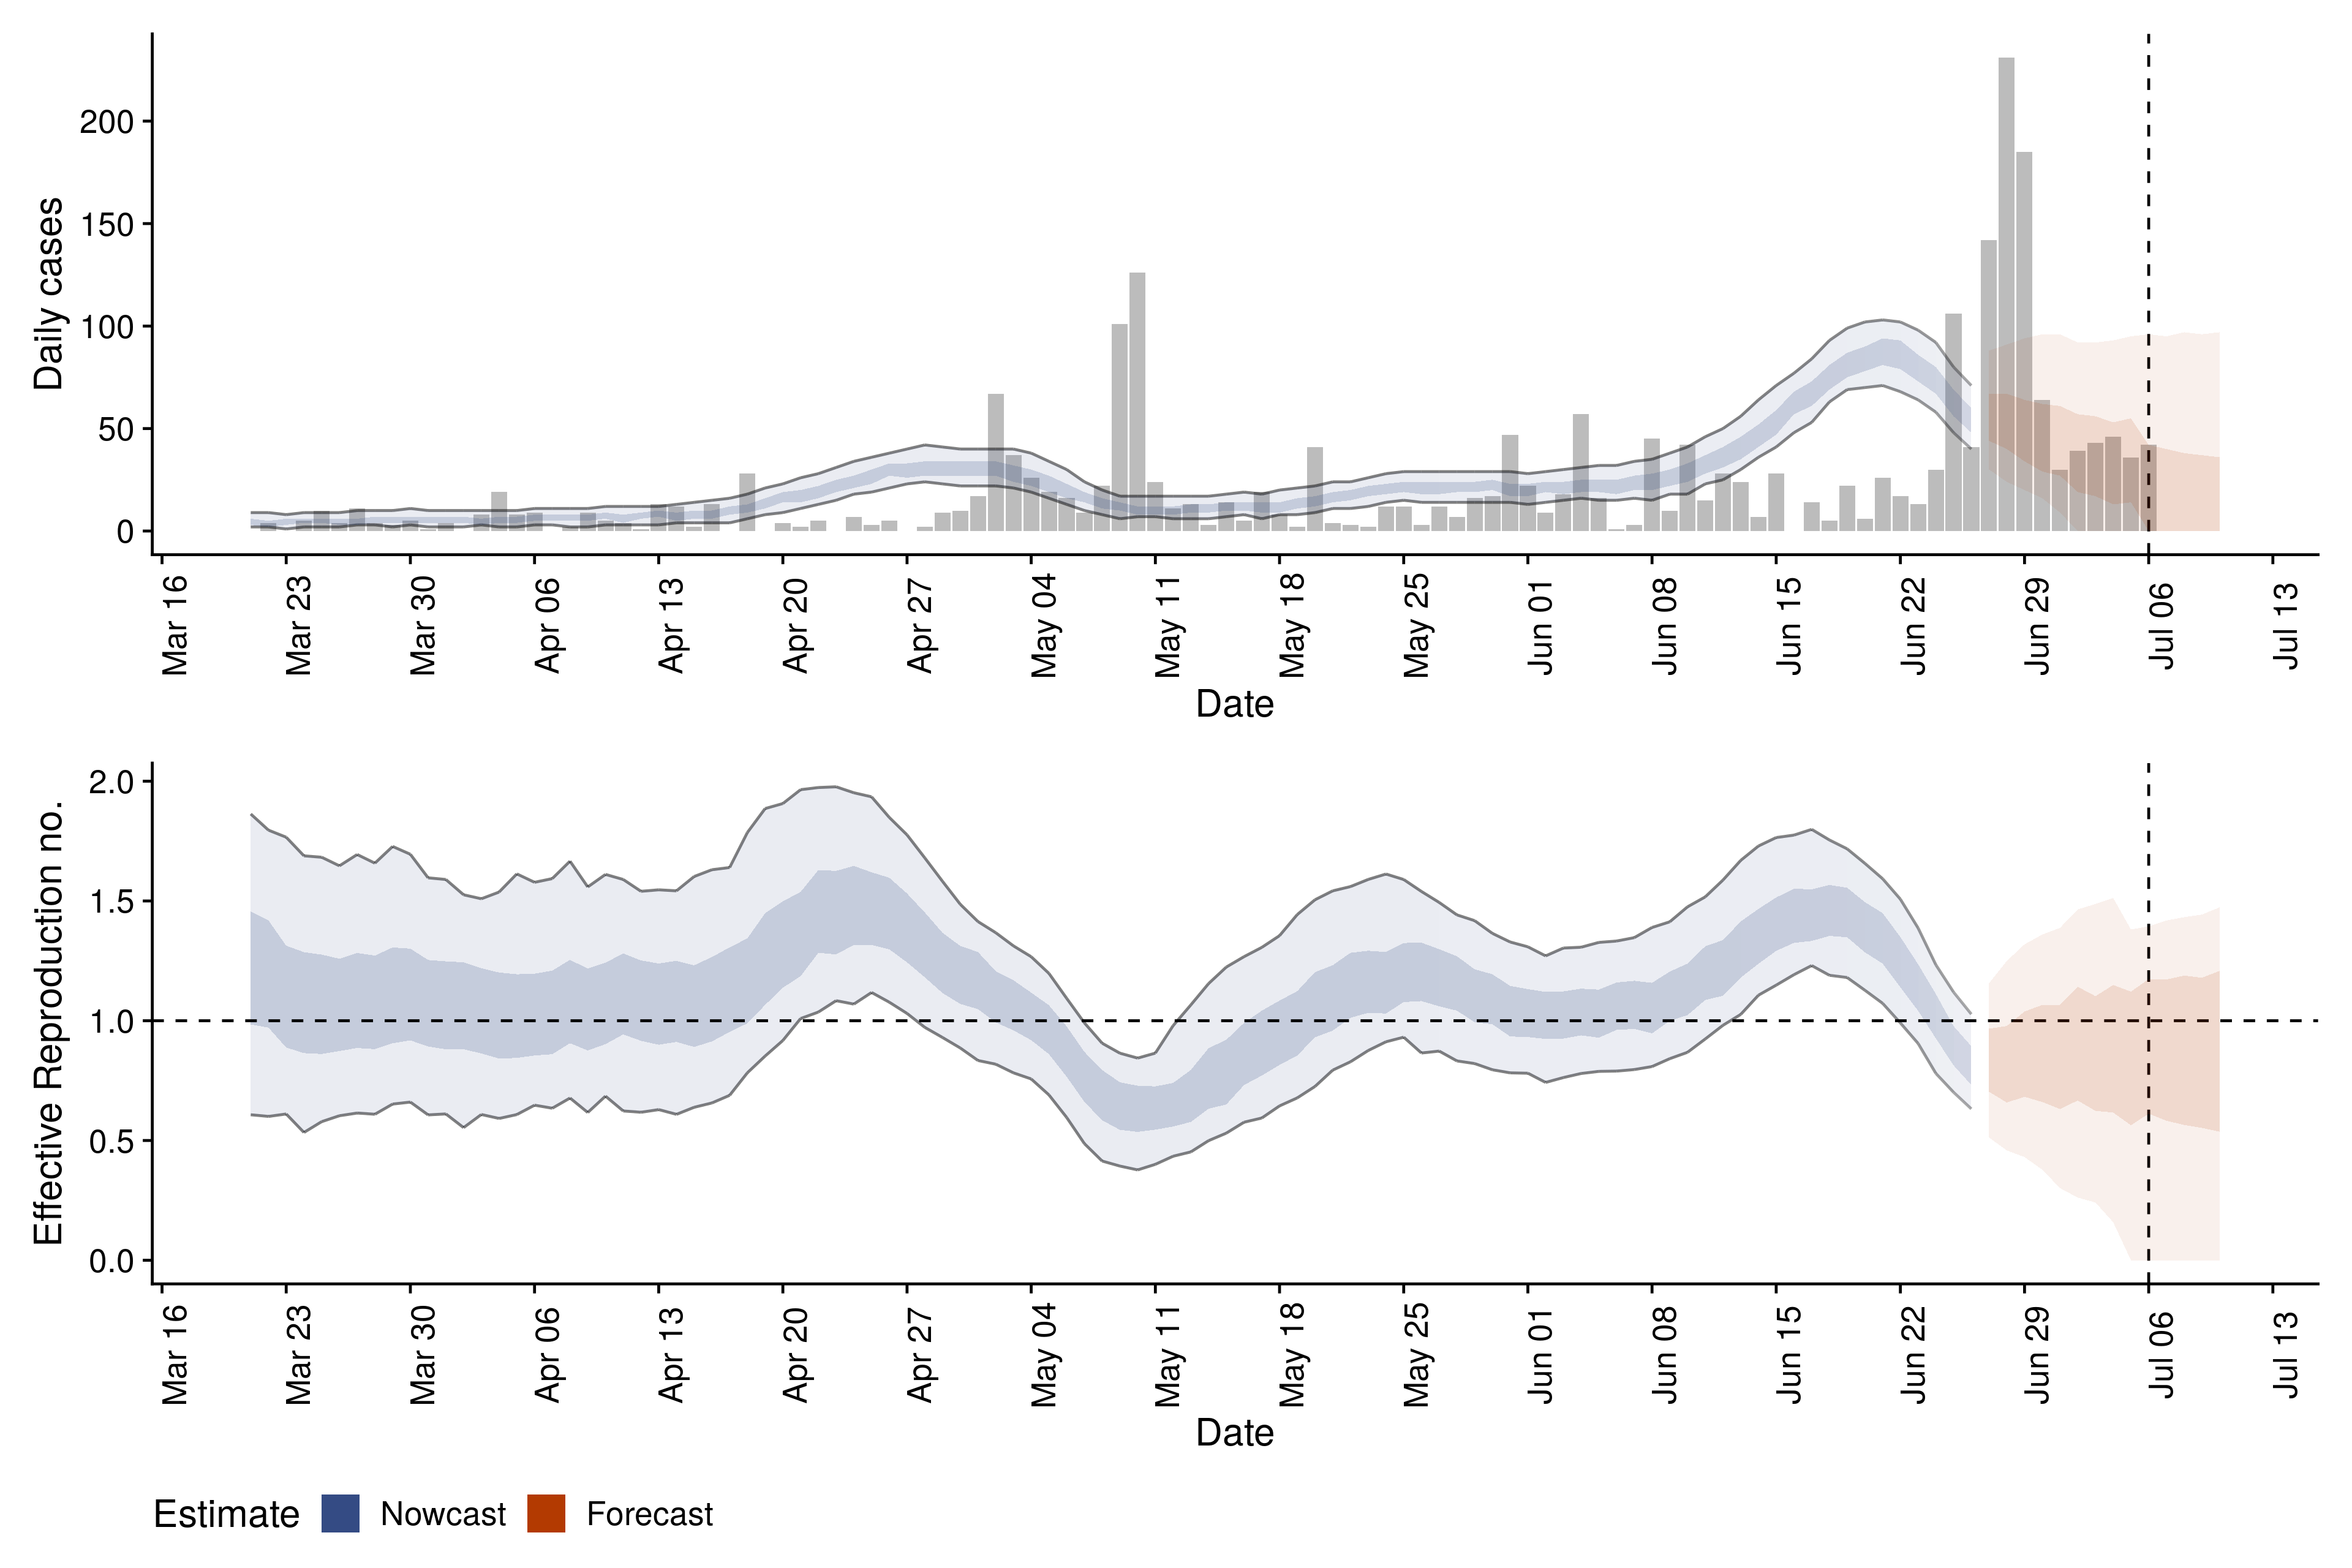 Daily cases
200
150
100
50
0
Mar 16 Mar 23 Mar 30 Apr 06 Apr 13 Apr 20 Apr 27 May 04 May 11 May 18 May 25 Jun 01 Jun 08 Jun 15 Jun 22 Jun 29 Jul 06 Jul 13
Date
Effective Reproduction no.
2.0
1.5
1.0
0.5
0.0
Mar 16 Mar 23 Mar 30 Apr 06 Apr 13 Apr 20 Apr 27 May 04 May 11 May 18 May 25 Jun 01 Jun 08 Jun 15 Jun 22 Jun 29 Jul 06 Jul 13
Date
Estimate Nowcast Forecast